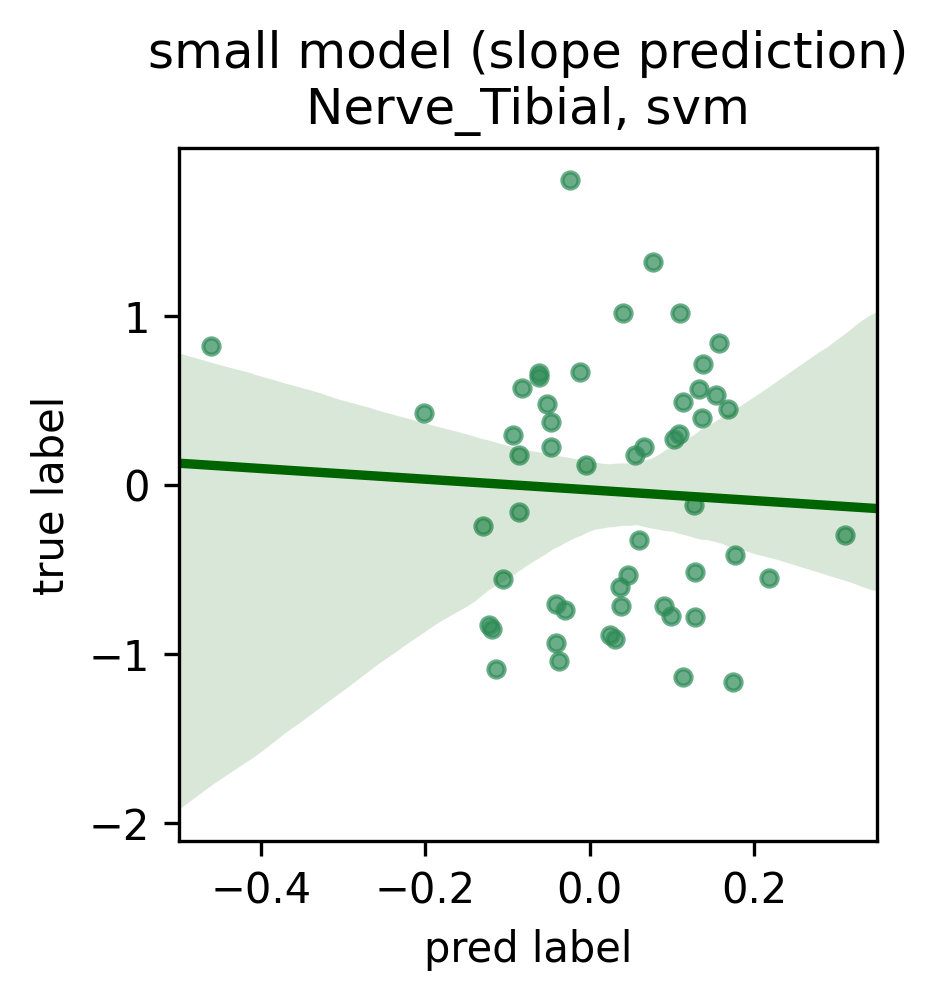 small model (slope prediction)
Nerve_Tibial, svm
true label
1
0
−1
−2
−0.4
−0.2
0.0
0.2
pred label